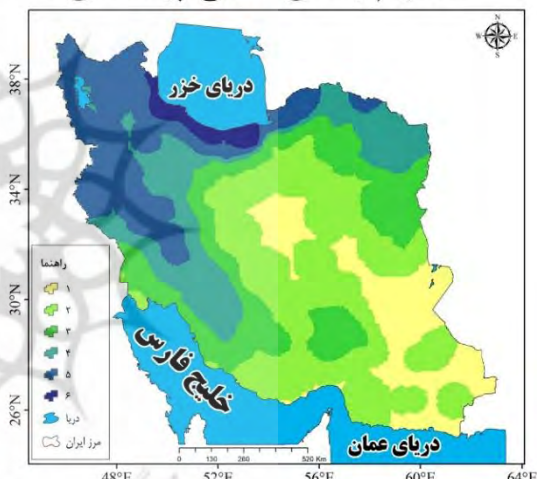 N
W E
S
38°N
34°N
30°N
26°N
دریای خزر
خلیج فارس
دریای عمان
راهنما
۱
۲
۳
۴
۵
۶
دریا
مرز ایران
0 130 260 520 Km
48°E 52°E 56°E 60°E 64°E